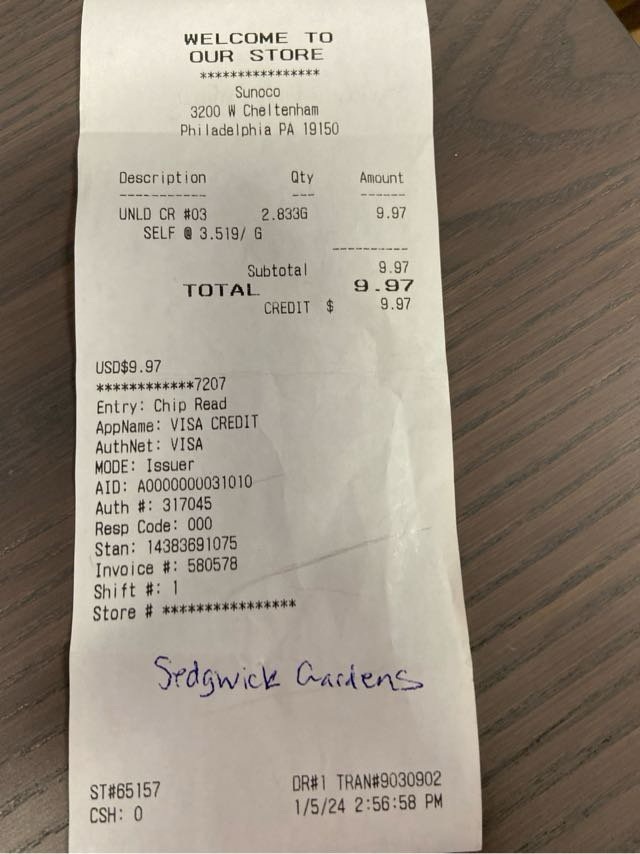 WELCOME TO
OUR STORE
*****************
Sunoco
3200 W Cheltenham
Philadelphia PA 19150
Description Qty Amount
----------- --- ------
UNLD CR #03 2.833G 9.97
SELF @ 3.519/ G
----------
Subtotal 9.97
TOTAL 9.97
CREDIT $ 9.97
USD$9.97
************7207
Entry: Chip Read
AppName: VISA CREDIT
AuthNet: VISA
MODE: Issuer
AID: A0000000031010
Auth #: 317045
Resp Code: 000
Stan: 14383691075
Invoice #: 580578
Shift #: 1
Store # ****************
Sedgwick Gardens
ST#65157 DR#1 TRAN#9030902
CSH: 0 1/5/24 2:56:58 PM